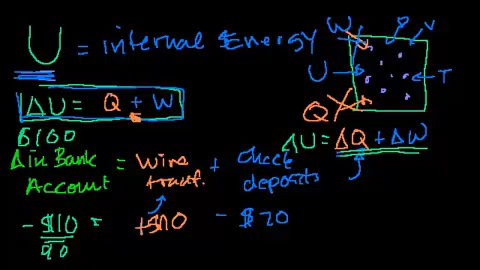 U = internal Energy
W P V
U T
Q
ΔU = Q + W
ΔU = ΔQ + ΔW
$100
Δ in Bank Account = wire transf. + check deposits
-$10 = +$10 - $20
90